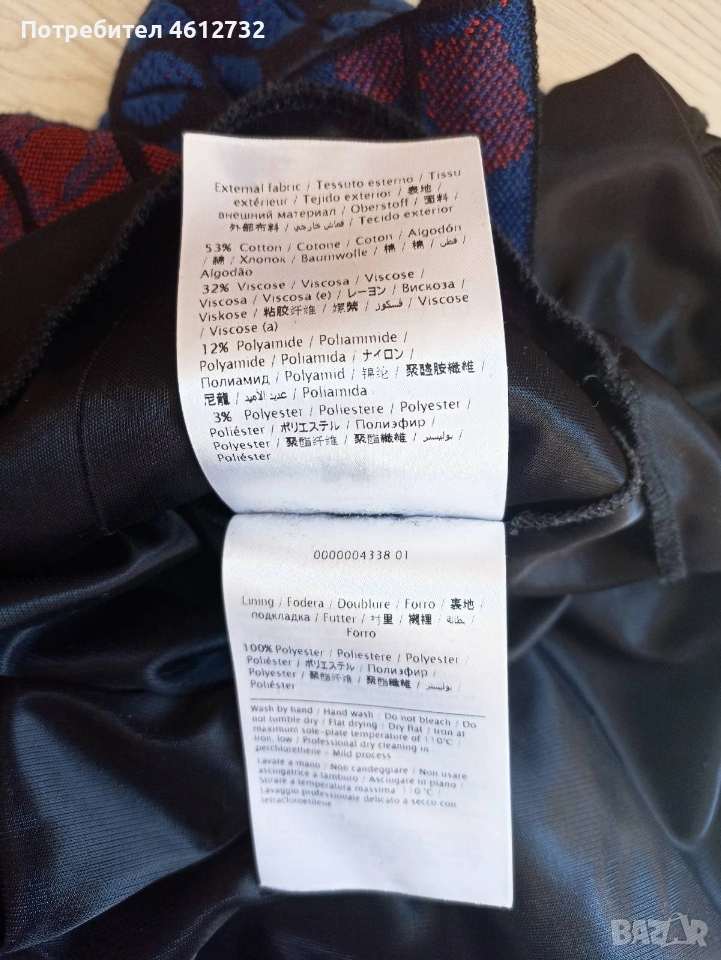 Потребител 4612732
External fabric / Tessuto esterno / Tissu
extérieur / Tejido exterior / 表地 /
внешний материал / Oberstoff / 面料 /
外部布料 / قماش خارجي / Tecido exterior
53% Cotton / Cotone / Coton / Algodón
/ 綿 / Хлопок / Baumwolle / 棉 / 棉 / قطن /
Algodão
32% Viscose / Viscosa / Viscose /
Viscosa / Viscosa (e) / レーヨン / Вискоза /
Viskose / 粘胶纤维 / 嫘縈 / فسكوز / Viscose
/ Viscose (a)
12% Polyamide / Poliammide /
Polyamide / Poliamida / ナイロン /
Полиамид / Polyamid / 锦沦 / 聚醯胺纖維 /
尼龍 / عديد الأميد / Poliamida
3% Polyester / Poliestere / Polyester /
Poliéster / ポリエステル / Полиэфир /
Polyester / 聚酯纤维 / 聚酯纖維 / بوليستر /
Poliéster
0000004338 01
Lining / Fodera / Doublure / Forro / 裏地 /
подкладка / Futter / 衬里 / 襯裡 / بطانة /
Forro
100% Polyester / Poliestere / Polyester /
Poliéster / ポリエステル / Полиэфир /
Polyester / 聚酯纤维 / 聚酯纖維 / بوليستر /
Poliéster
Wash by hand / Hand wash / Do not bleach / Do
not tumble dry / Flat drying / Dry flat / Iron at
maximum sole-plate temperature of 110°C /
Iron, low / Professional dry cleaning in
perchlorethene - Mild process
Lavare a mano / Non candeggiare / Non usare
asciugatrice a tamburo / Asciugare in piano /
Stirare a temperatura massima 110°C /
Lavaggio professionale delicato a secco con
tetracloroetilene
BAZAR